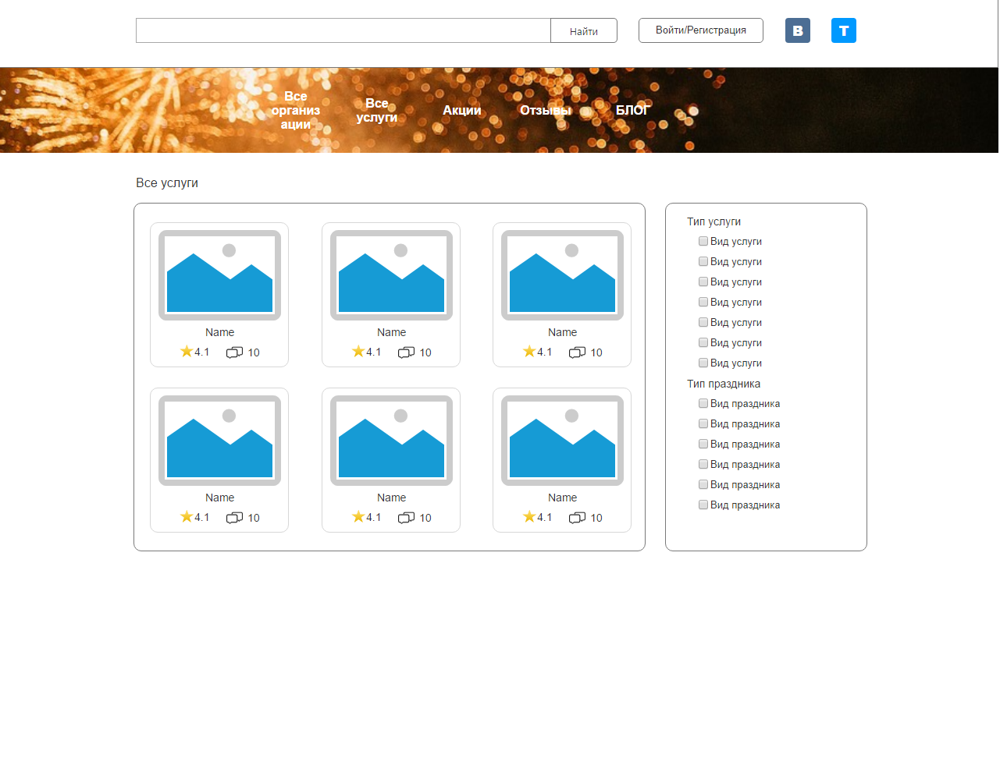 Найти
Войти/Регистрация
B
T
Все
организ
ации
Все
услуги
Акции
Отзывы
БЛОГ
Все услуги
Name
4.1
10
Name
4.1
10
Name
4.1
10
Name
4.1
10
Name
4.1
10
Name
4.1
10
Тип услуги
Вид услуги
Вид услуги
Вид услуги
Вид услуги
Вид услуги
Вид услуги
Вид услуги
Тип праздника
Вид праздника
Вид праздника
Вид праздника
Вид праздника
Вид праздника
Вид праздника